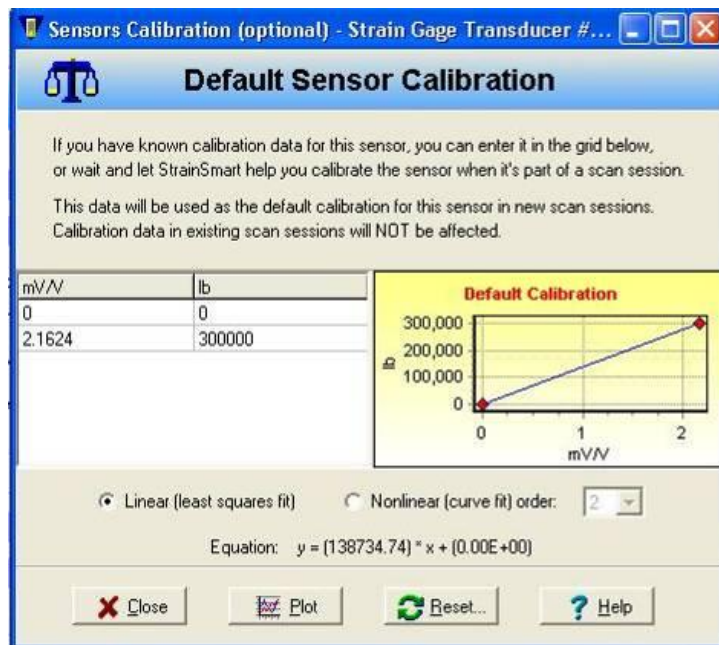 Sensors Calibration (optional) - Strain Gage Transducer #...
Default Sensor Calibration
If you have known calibration data for this sensor, you can enter it in the grid below,
or wait and let StrainSmart help you calibrate the sensor when it's part of a scan session.
This data will be used as the default calibration for this sensor in new scan sessions.
Calibration data in existing scan sessions will NOT be affected.
mV/V lb
0 0
2.1624 300000
Default Calibration
300,000
200,000
100,000
0
lb
0 1 2
mV/V
Linear (least squares fit) Nonlinear (curve fit) order: 2
Equation: y = (138734.74) * x + (0.00E+00)
Close Plot Reset... Help